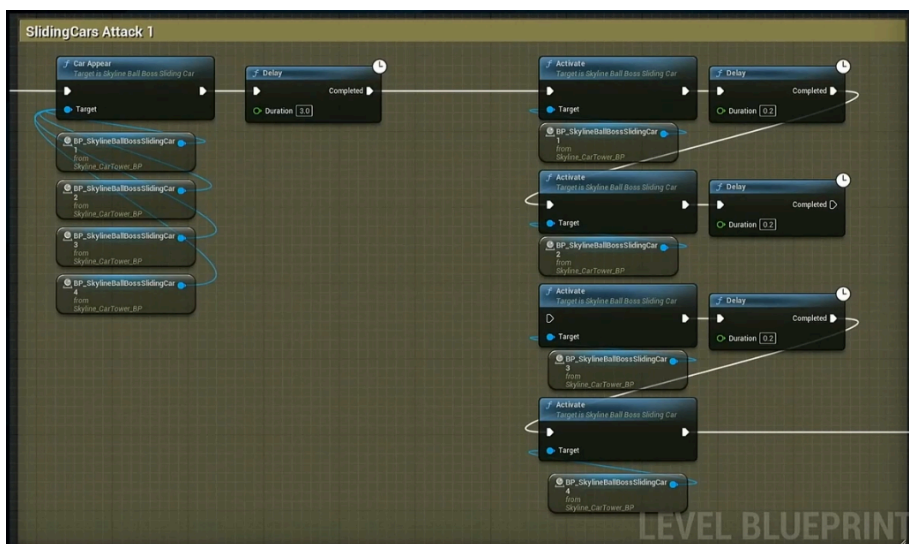 SlidingCars Attack 1
f Car Appear
Target is Skyline Ball Boss Sliding Car
Target
BP_SkylineBallBossSlidingCar
1
from
Skyline_CarTower_BP
BP_SkylineBallBossSlidingCar
2
from
Skyline_CarTower_BP
BP_SkylineBallBossSlidingCar
3
from
Skyline_CarTower_BP
BP_SkylineBallBossSlidingCar
4
from
Skyline_CarTower_BP
f Delay
Completed
Duration 3.0
f Activate
Target is Skyline Ball Boss Sliding Car
Target
BP_SkylineBallBossSlidingCar
1
from
Skyline_CarTower_BP
f Delay
Completed
Duration 0.2
f Activate
Target is Skyline Ball Boss Sliding Car
Target
BP_SkylineBallBossSlidingCar
2
from
Skyline_CarTower_BP
f Delay
Completed
Duration 0.2
f Activate
Target is Skyline Ball Boss Sliding Car
Target
BP_SkylineBallBossSlidingCar
3
from
Skyline_CarTower_BP
f Delay
Completed
Duration 0.2
f Activate
Target is Skyline Ball Boss Sliding Car
Target
BP_SkylineBallBossSlidingCar
4
from
Skyline_CarTower_BP
LEVEL BLUEPRINT